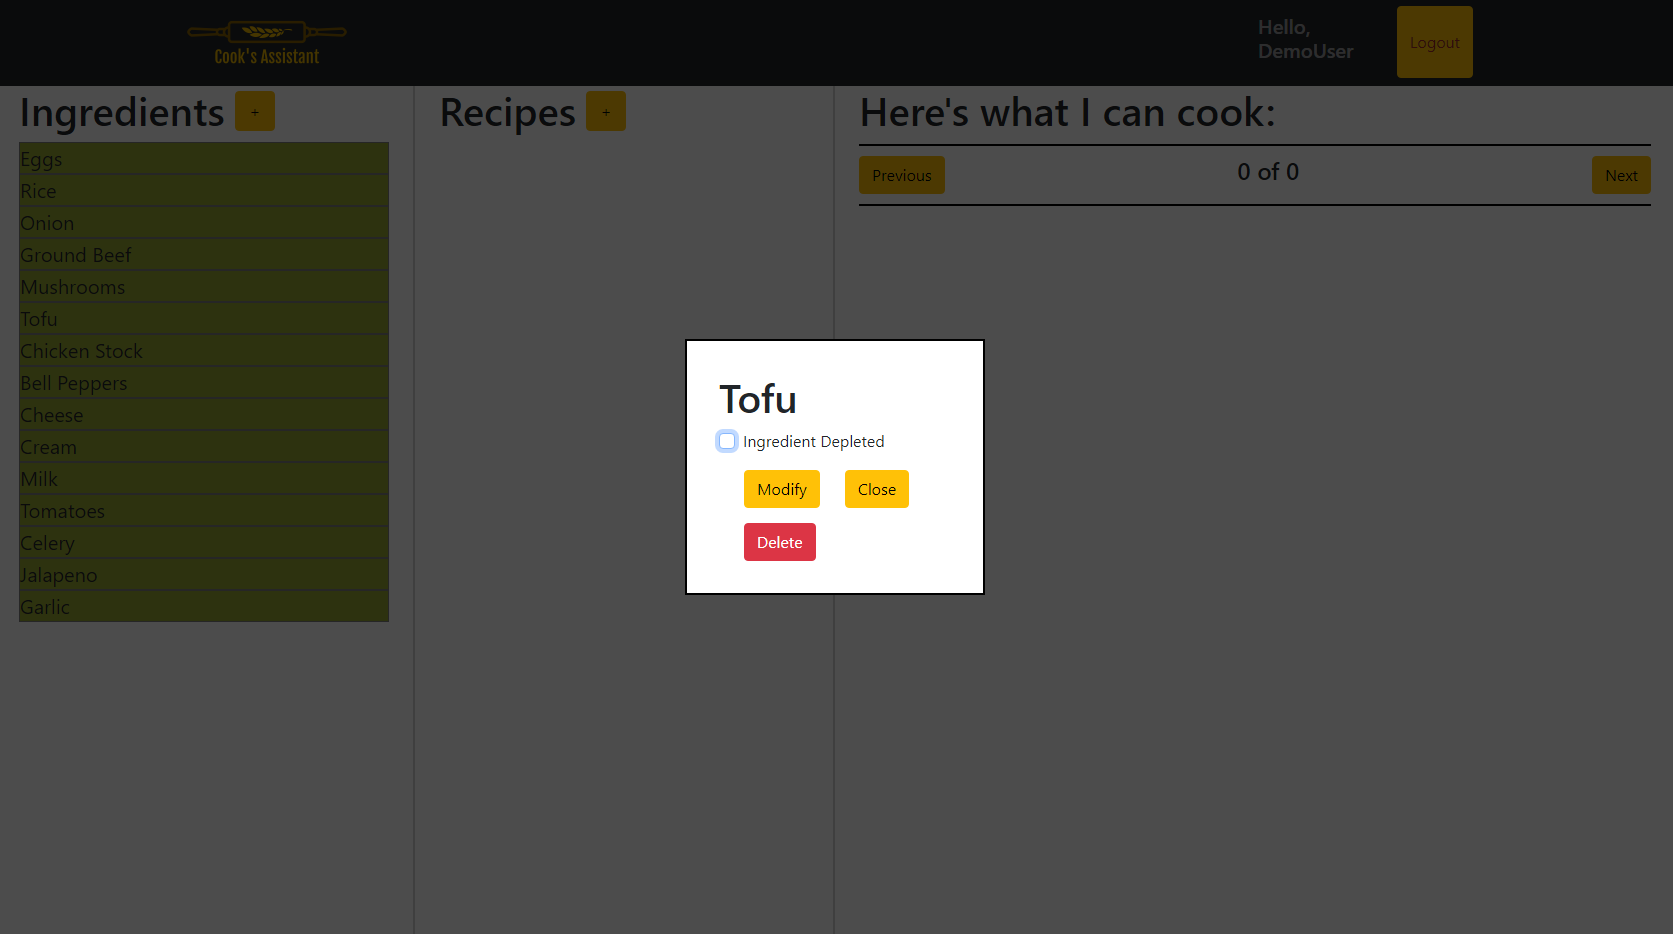 Cook's Assistant
Hello,
DemoUser
Logout
Ingredients +
Eggs
Rice
Onion
Ground Beef
Mushrooms
Tofu
Chicken Stock
Bell Peppers
Cheese
Cream
Milk
Tomatoes
Celery
Jalapeno
Garlic
Recipes +
Here's what I can cook:
Previous 0 of 0 Next
Tofu
Ingredient Depleted
Modify Close
Delete